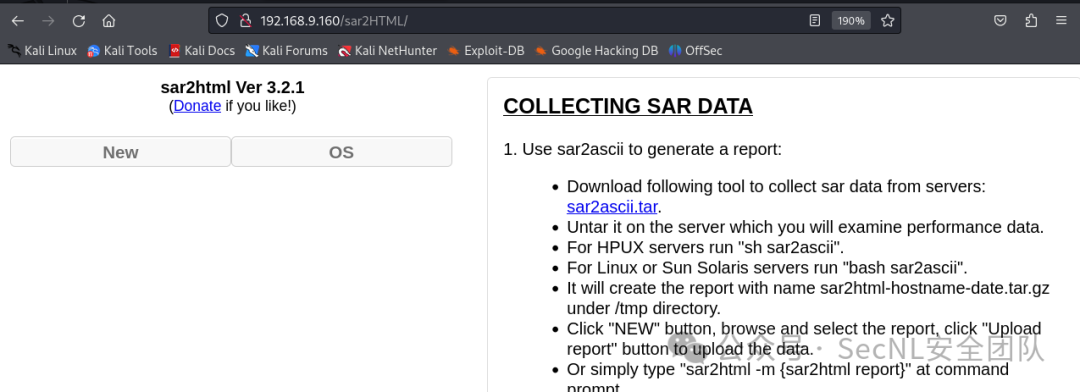 192.168.9.160/sar2HTML/
190%
Kali Linux Kali Tools Kali Docs Kali Forums Kali NetHunter Exploit-DB Google Hacking DB OffSec
sar2html Ver 3.2.1
(Donate if you like!)
New OS
COLLECTING SAR DATA
1. Use sar2ascii to generate a report:
Download following tool to collect sar data from servers:
sar2ascii.tar.
Untar it on the server which you will examine performance data.
For HPUX servers run "sh sar2ascii".
For Linux or Sun Solaris servers run "bash sar2ascii".
It will create the report with name sar2html-hostname-date.tar.gz
under /tmp directory.
Click "NEW" button, browse and select the report, click "Upload
report" button to upload the data.
公众号 · SecNL安全团队
Or simply type "sar2html -m {sar2html report}" at command
prompt